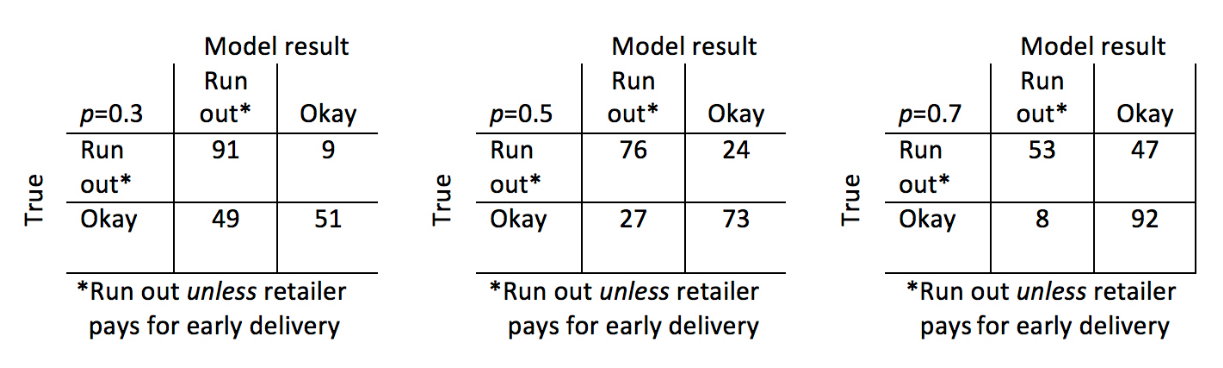 Model result
Run
p=0.3 out* Okay
Run 91 9
out*
True
Okay 49 51
*Run out unless retailer
pays for early delivery
Model result
Run
p=0.5 out* Okay
Run 76 24
out*
True
Okay 27 73
*Run out unless retailer
pays for early delivery
Model result
Run
p=0.7 out* Okay
Run 53 47
out*
True
Okay 8 92
*Run out unless retailer
pays for early delivery